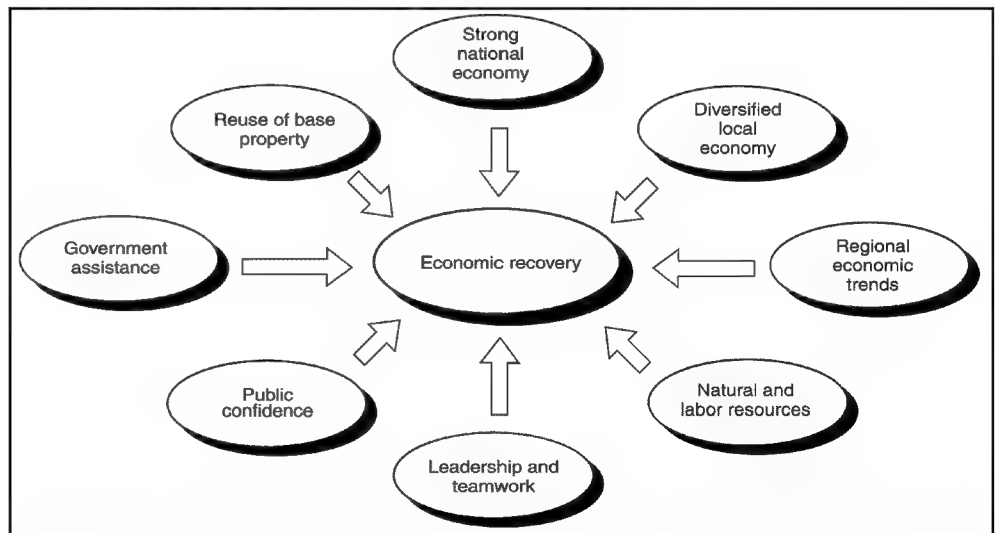 Strong
national
economy
Reuse of base
property
Diversified
local
economy
Government
assistance
Economic recovery
Regional
economic
trends
Public
confidence
Natural and
labor resources
Leadership and
teamwork